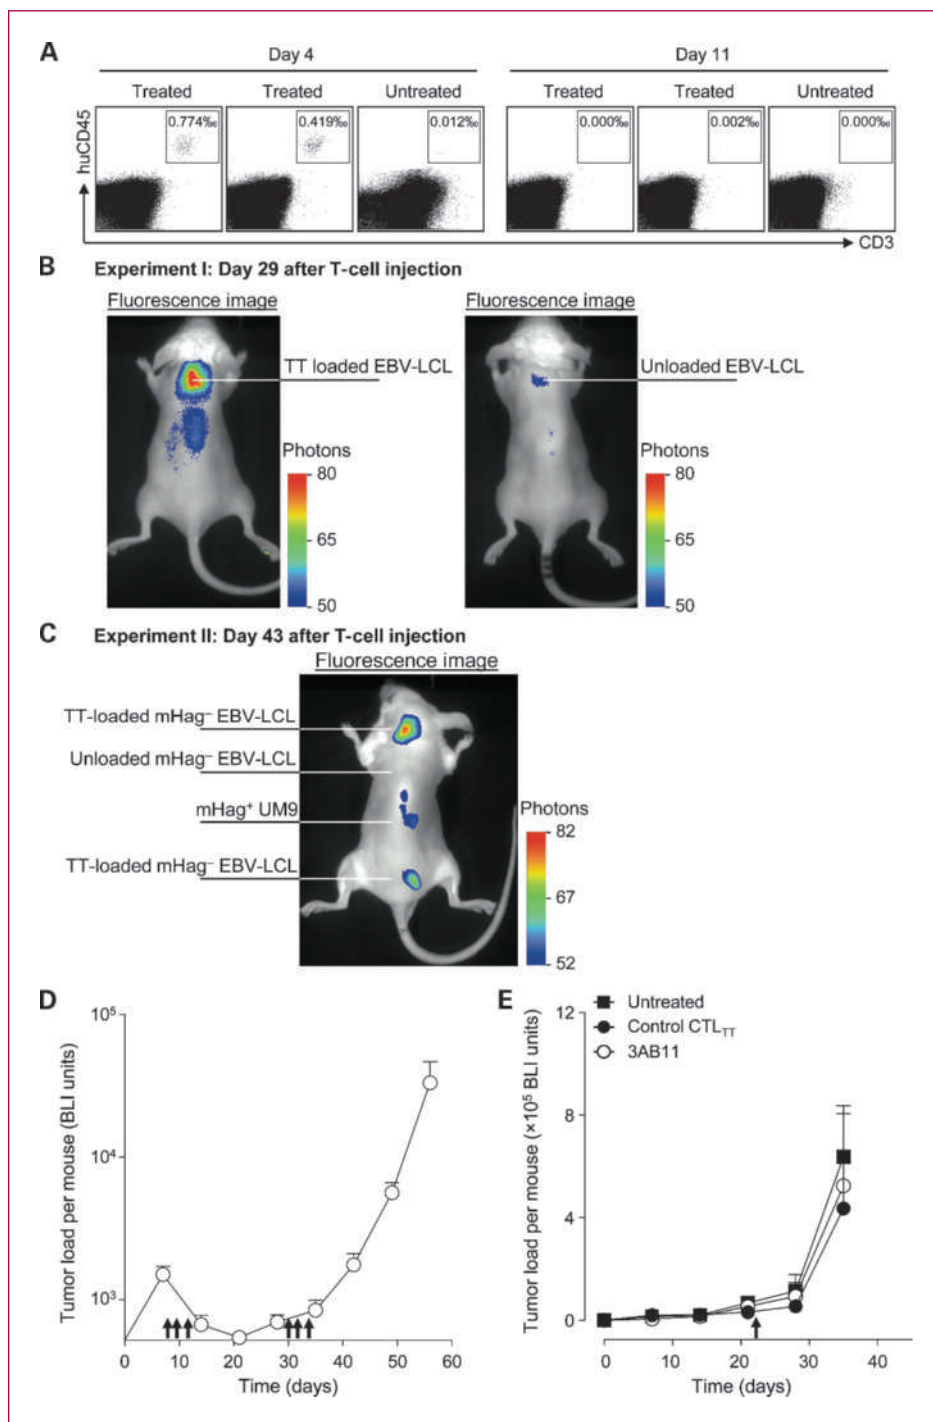 A
Day 4
Day 11
Treated
Treated
Untreated
Treated
Treated
Untreated
huCD45
0.774‰
0.419‰
0.012‰
0.000‰
0.002‰
0.000‰
CD3
B Experiment I: Day 29 after T-cell injection
Fluorescence image
Fluorescence image
TT loaded EBV-LCL
Unloaded EBV-LCL
Photons
80
65
50
Photons
80
65
50
C Experiment II: Day 43 after T-cell injection
Fluorescence image
TT-loaded mHag⁻ EBV-LCL
Unloaded mHag⁻ EBV-LCL
mHag⁺ UM9
TT-loaded mHag⁻ EBV-LCL
Photons
82
67
52
D
Tumor load per mouse (BLI units)
10⁵
10⁴
10³
0 10 20 30 40 50 60
Time (days)
E
Untreated
Control CTL_TT
3AB11
Tumor load per mouse (×10⁵ BLI units)
12
8
4
0
0 10 20 30 40
Time (days)